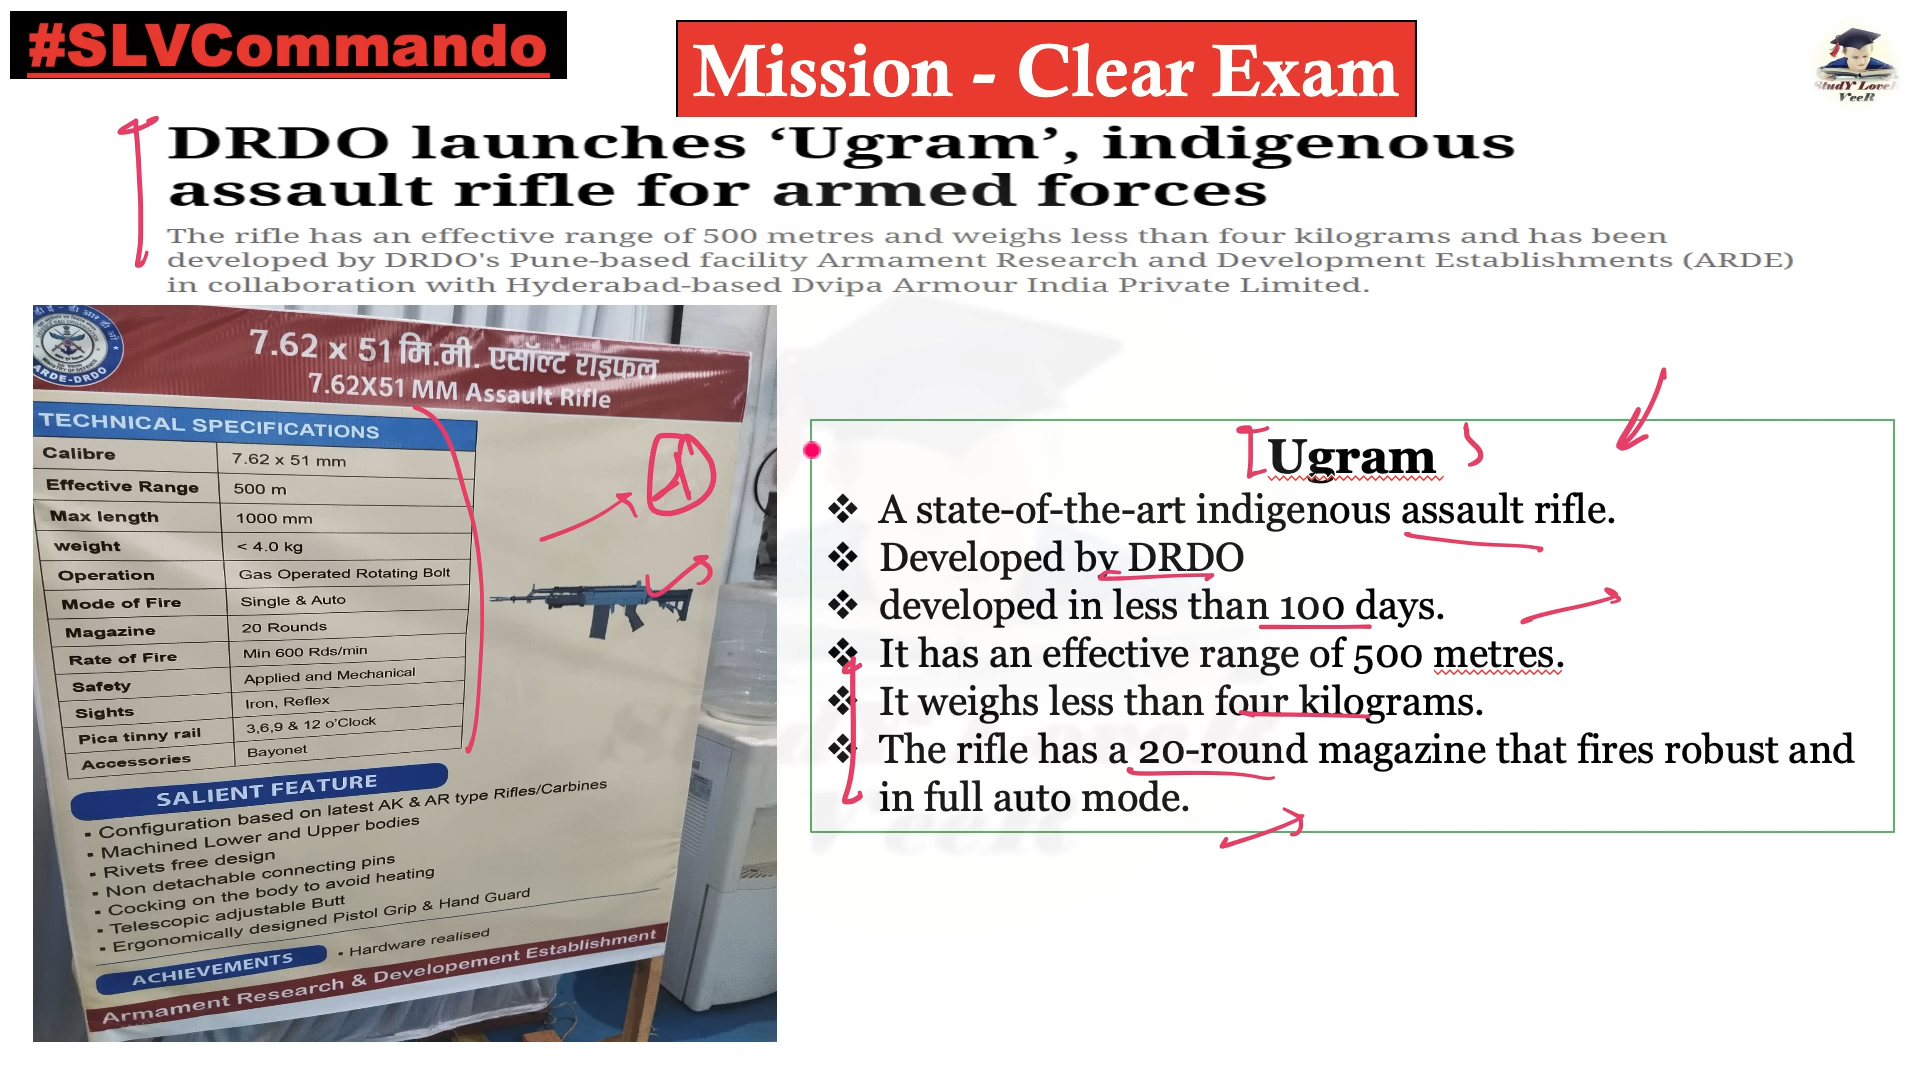 #SLVCommando
Mission - Clear Exam
StudY LoveR
VeeR
DRDO launches ‘Ugram’, indigenous
assault rifle for armed forces
The rifle has an effective range of 500 metres and weighs less than four kilograms and has been
developed by DRDO's Pune-based facility Armament Research and Development Establishments (ARDE)
in collaboration with Hyderabad-based Dvipa Armour India Private Limited.
ARDE-DRDO
7.62 x 51 मि.मी. एसॉल्ट राइफल
7.62X51 MM Assault Rifle
TECHNICAL SPECIFICATIONS
Calibre 7.62 x 51 mm
Effective Range 500 m
Max length 1000 mm
weight < 4.0 kg
Operation Gas Operated Rotating Bolt
Mode of Fire Single & Auto
Magazine 20 Rounds
Rate of Fire Min 600 Rds/min
Safety Applied and Mechanical
Sights Iron, Reflex
Pica tinny rail 3,6,9 & 12 o'Clock
Accessories Bayonet
SALIENT FEATURE
▪ Configuration based on latest AK & AR type Rifles/Carbines
▪ Machined Lower and Upper bodies
▪ Rivets free design
▪ Non detachable connecting pins
▪ Cocking on the body to avoid heating
▪ Telescopic adjustable Butt
▪ Ergonomically designed Pistol Grip & Hand Guard
ACHIEVEMENTS ▪ Hardware realised
Armament Research & Developement Establishment
Ugram
❖ A state-of-the-art indigenous assault rifle.
❖ Developed by DRDO
❖ developed in less than 100 days.
❖ It has an effective range of 500 metres.
❖ It weighs less than four kilograms.
❖ The rifle has a 20-round magazine that fires robust and
in full auto mode.